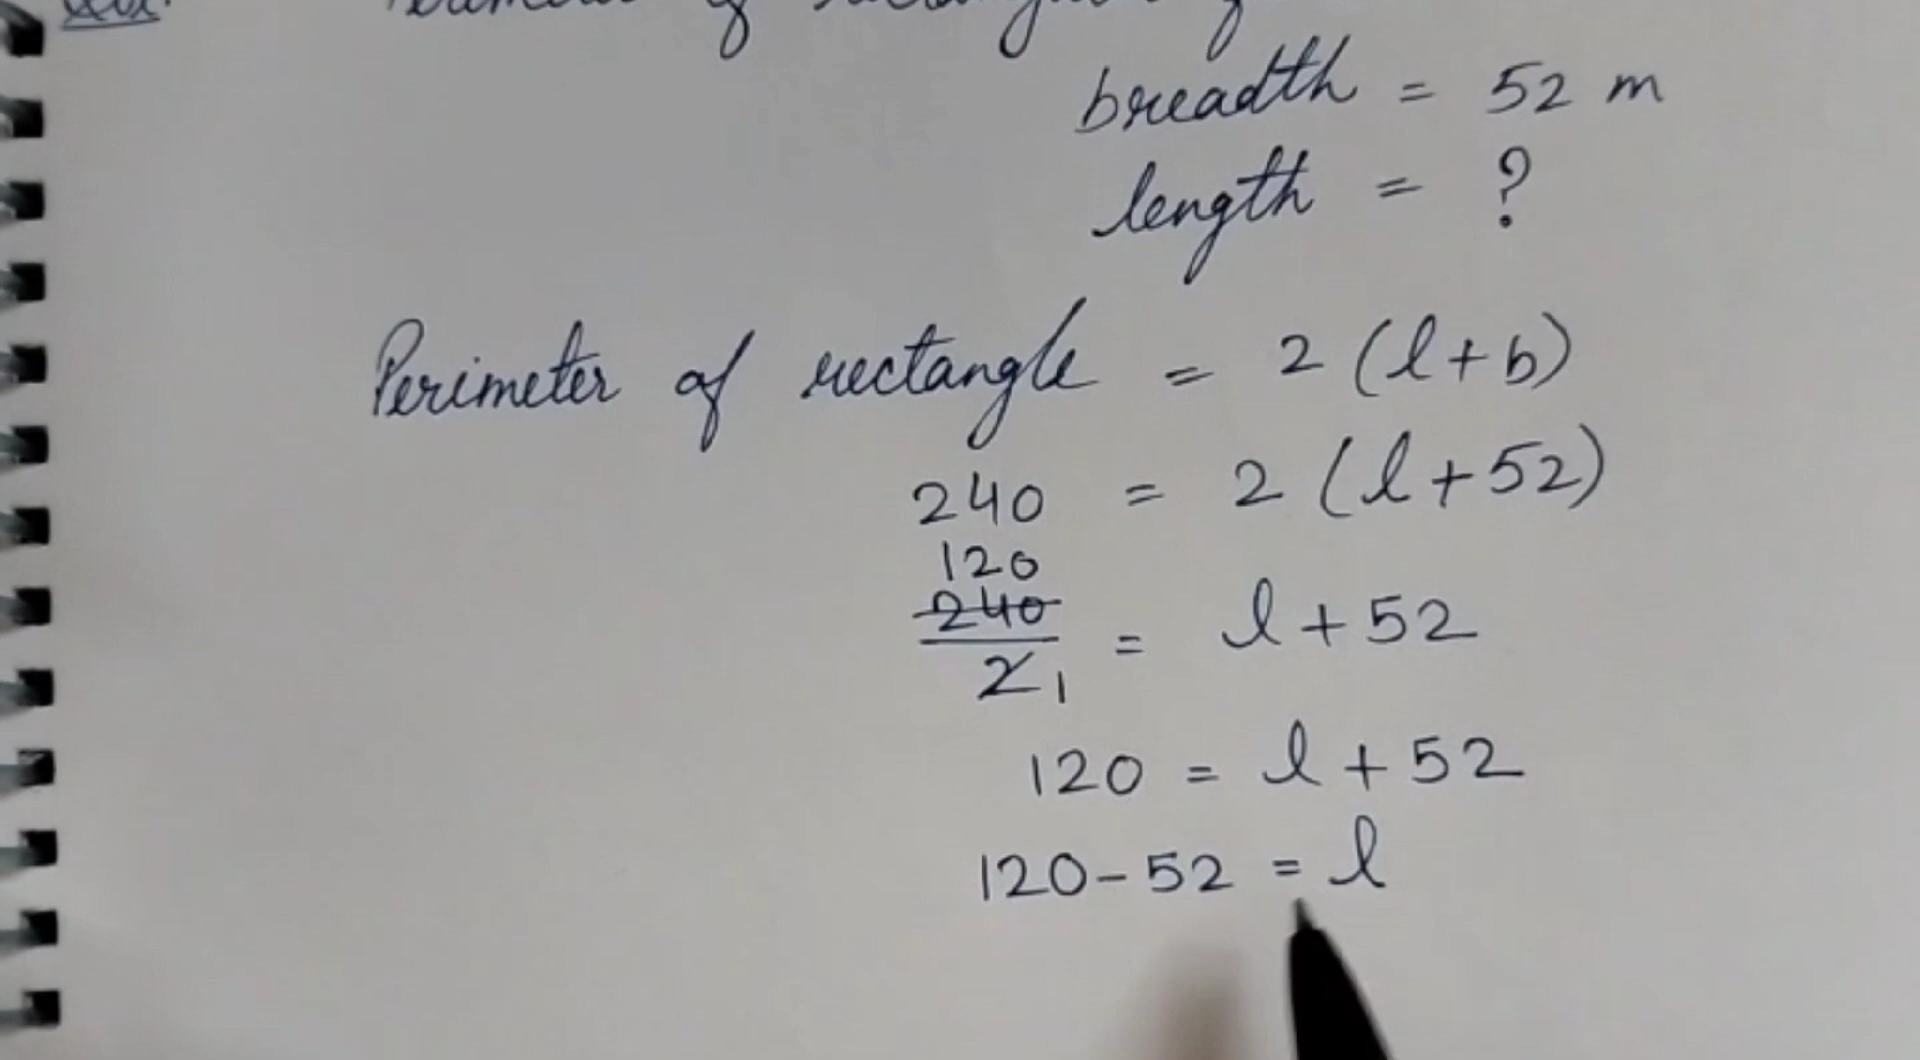 of
breadth = 52 m
length = ?
Perimeter of rectangle = 2 (l+b)
240 = 2 (l+52)
120
240
2 1 = l+52
120 = l+52
120-52 = l